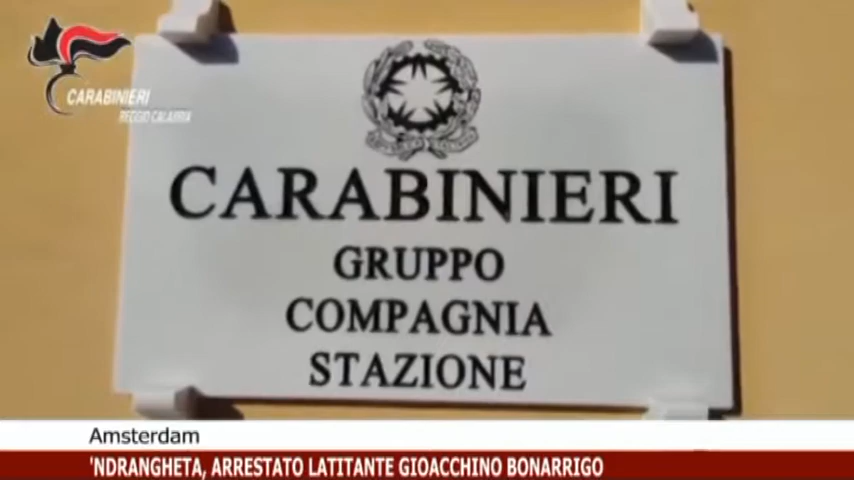 CARABINIERI
REGGIO CALABRIA
CARABINIERI
GRUPPO
COMPAGNIA
STAZIONE
Amsterdam
'NDRANGHETA, ARRESTATO LATITANTE GIOACCHINO BONARRIGO